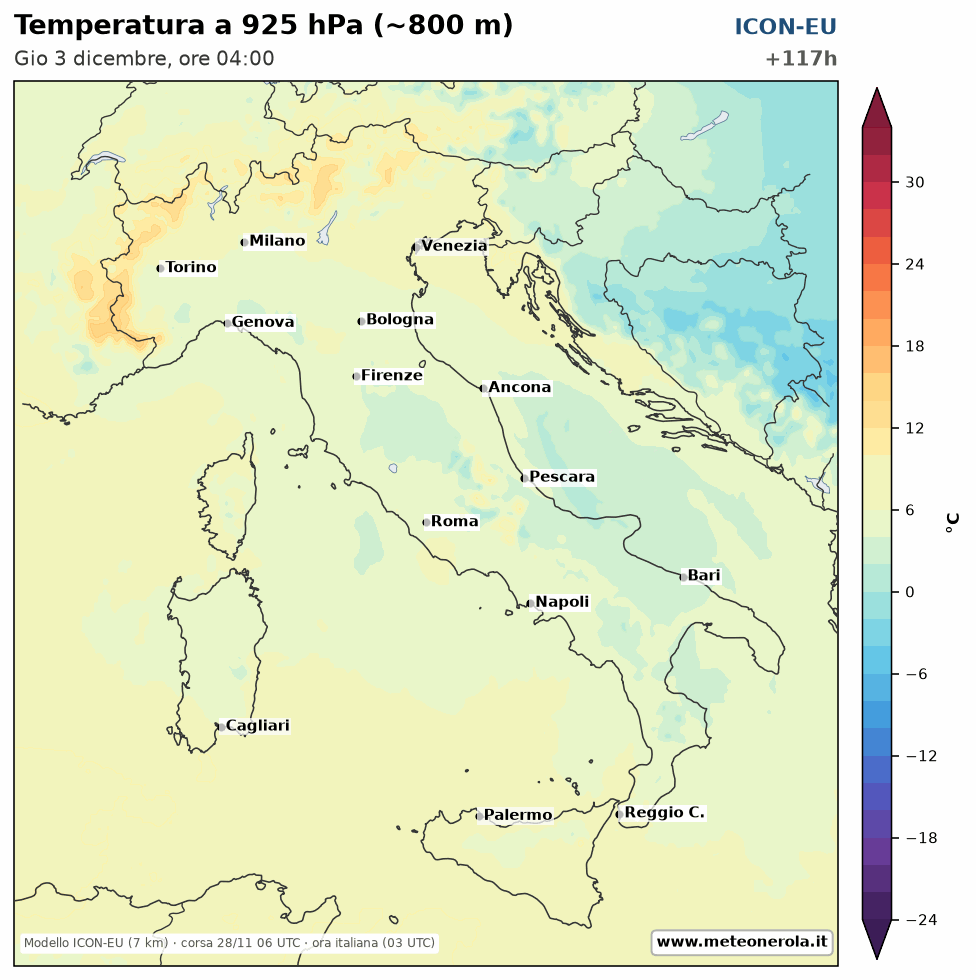 Temperatura a 925 hPa (~800 m)
ICON-EU
Gio 3 dicembre, ore 04:00
+117h
Milano
Venezia
Torino
Genova
Bologna
Firenze
Ancona
Pescara
Roma
Bari
Napoli
Cagliari
Palermo
Reggio C.
30
24
18
12
6
0
−6
−12
−18
−24
°C
Modello ICON-EU (7 km) · corsa 28/11 06 UTC · ora italiana (03 UTC)
www.meteonerola.it